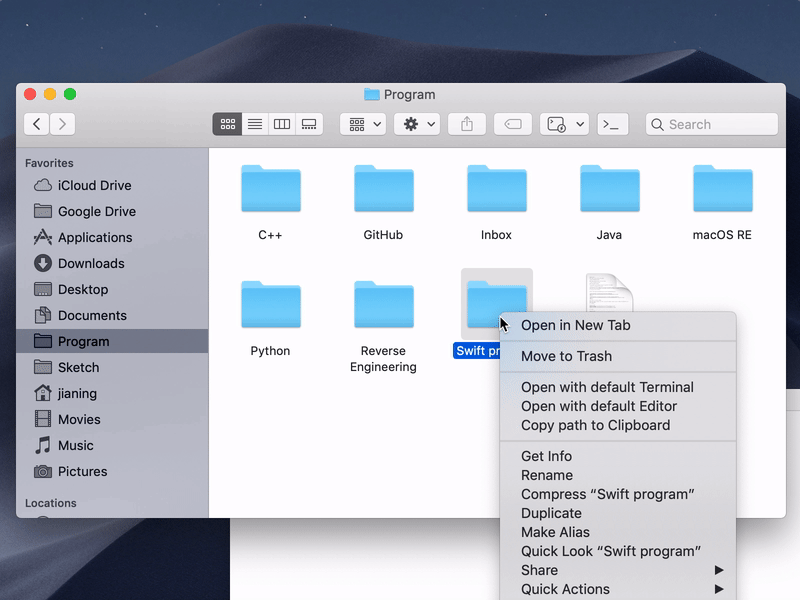 Program
Search
Favorites
iCloud Drive
Google Drive
Applications
Downloads
Desktop
Documents
Program
Sketch
jianing
Movies
Music
Pictures
Locations
C++
GitHub
Inbox
Java
macOS RE
Python
Reverse
Engineering
Swift pr
Open in New Tab
Move to Trash
Open with default Terminal
Open with default Editor
Copy path to Clipboard
Get Info
Rename
Compress “Swift program”
Duplicate
Make Alias
Quick Look “Swift program”
Share
Quick Actions